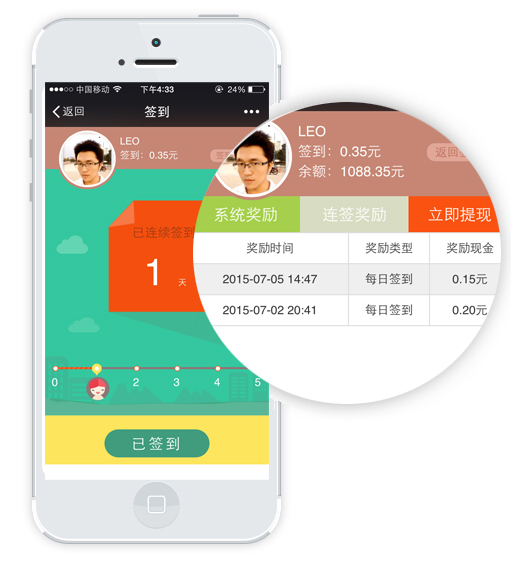 中国移动
下午4:33
24%
返回
签到
LEO
签到：0.35元
已连续签到
1
天
0 1 2 3 4 5
已签到
LEO
签到：0.35元
余额：1088.35元
返回
系统奖励 连签奖励 立即提现
奖励时间 奖励类型 奖励现金
2015-07-05 14:47 每日签到 0.15元
2015-07-02 20:41 每日签到 0.20元